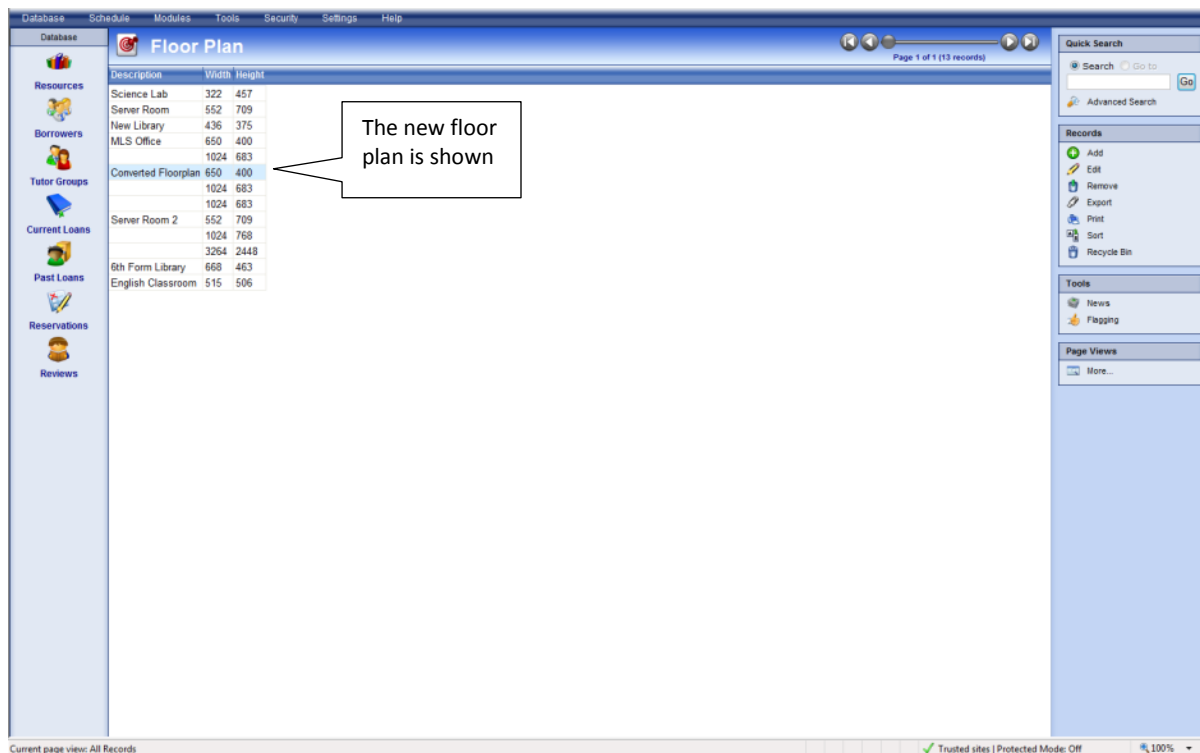 Database Schedule Modules Tools Security Settings Help
Database
Resources
Borrowers
Tutor Groups
Current Loans
Past Loans
Reservations
Reviews
Floor Plan
Page 1 of 1 (13 records)
Description Width Height
Science Lab 322 457
Server Room 552 709
New Library 436 375
MLS Office 650 400
1024 683
Converted Floorplan 650 400
1024 683
1024 683
Server Room 2 552 709
1024 768
3264 2448
6th Form Library 668 463
English Classroom 515 506
The new floor
plan is shown
Quick Search
Search Go to
Go
Advanced Search
Records
Add
Edit
Remove
Export
Print
Sort
Recycle Bin
Tools
News
Flagging
Page Views
More...
Current page view: All Records
Trusted sites | Protected Mode: Off 100%